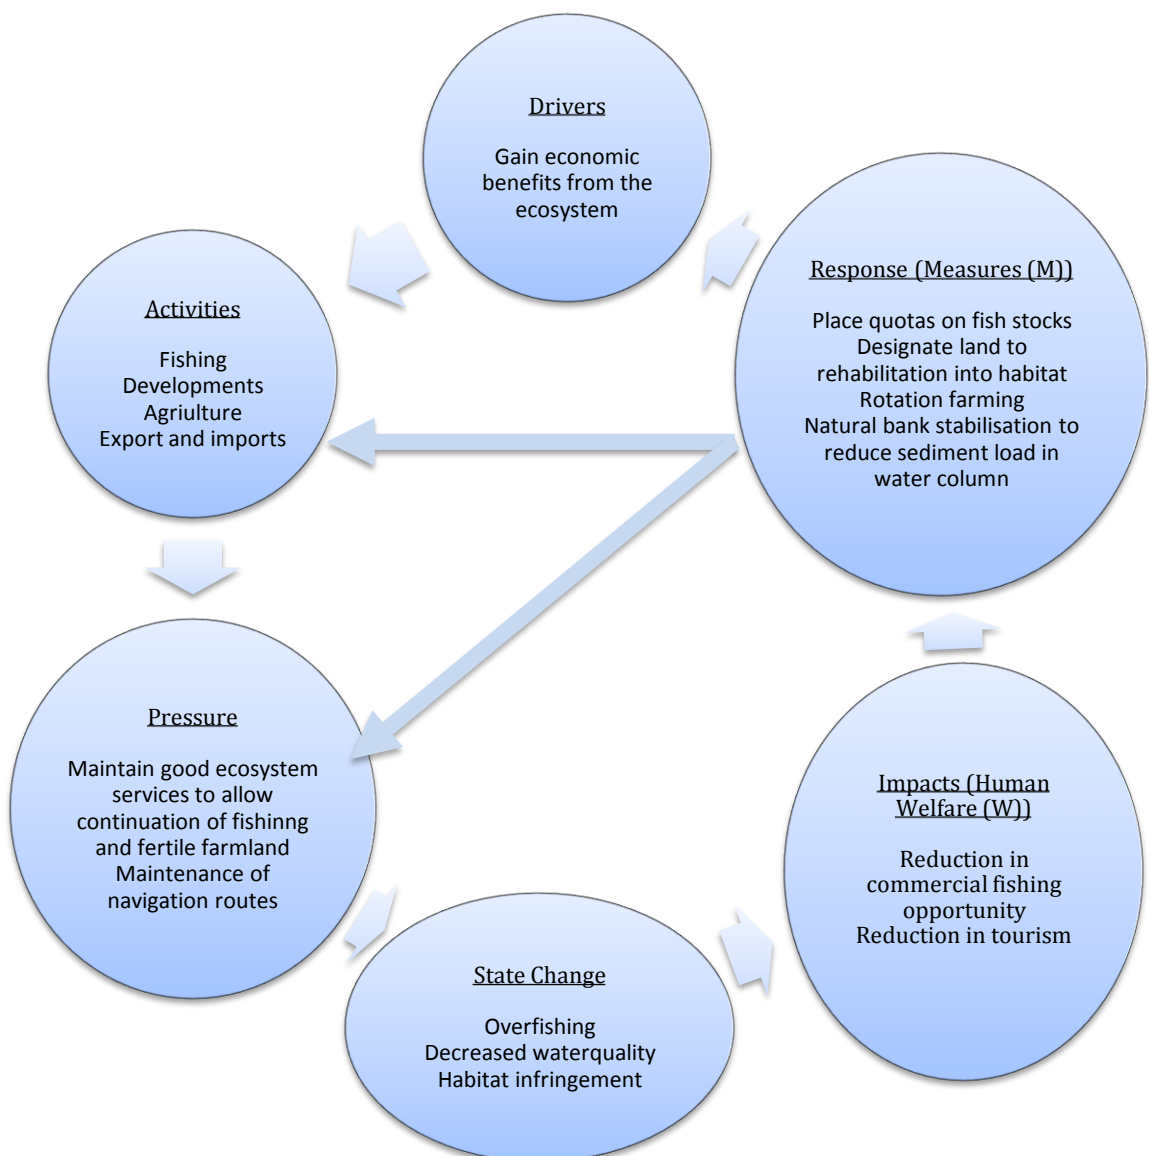 Drivers
Gain economic
benefits from the
ecosystem
Activities
Fishing
Developments
Agriulture
Export and imports
Pressure
Maintain good ecosystem
services to allow
continuation of fishinng
and fertile farmland
Maintenance of
navigation routes
State Change
Overfishing
Decreased waterquality
Habitat infringement
Impacts (Human
Welfare (W))
Reduction in
commercial fishing
opportunity
Reduction in tourism
Response (Measures (M))
Place quotas on fish stocks
Designate land to
rehabilitation into habitat
Rotation farming
Natural bank stabilisation to
reduce sediment load in
water column